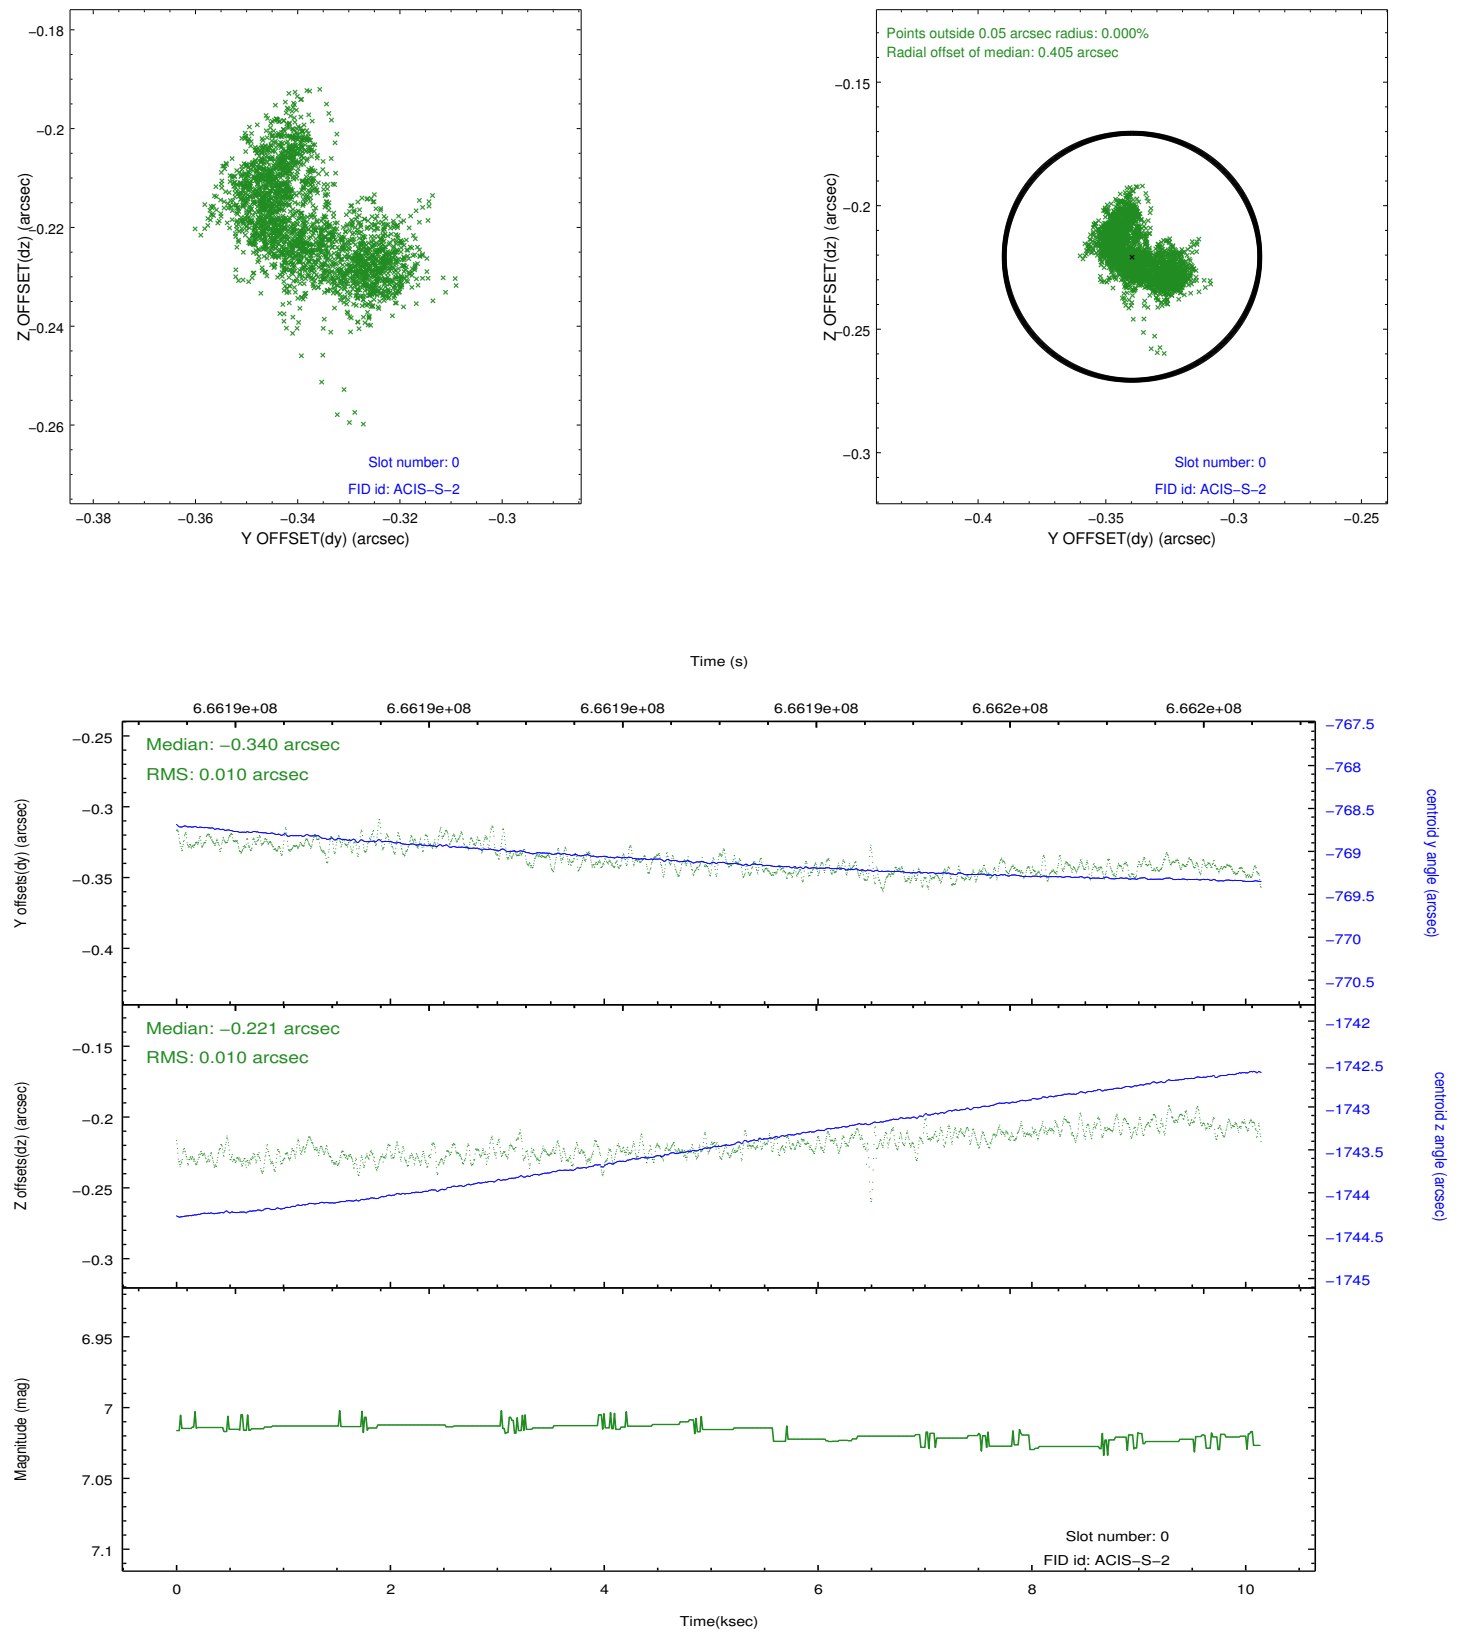 −0.18
−0.2
−0.22
−0.24
−0.26
Z OFFSET(dz) (arcsec)
−0.38
−0.36
−0.34
−0.32
−0.3
Y OFFSET(dy) (arcsec)
Slot number: 0
FID id: ACIS−S−2
Points outside 0.05 arcsec radius: 0.000%
Radial offset of median: 0.405 arcsec
−0.15
−0.2
−0.25
−0.3
Z OFFSET(dz) (arcsec)
Slot number: 0
FID id: ACIS−S−2
−0.4
−0.35
−0.3
−0.25
Y OFFSET(dy) (arcsec)
Time (s)
6.6619e+08
6.6619e+08
6.6619e+08
6.6619e+08
6.662e+08
6.662e+08
Median: −0.340 arcsec
RMS: 0.010 arcsec
−0.25
−0.3
−0.35
−0.4
Y offsets(dy) (arcsec)
−767.5
−768
−768.5
−769
−769.5
−770
−770.5
centroid y angle (arcsec)
Median: −0.221 arcsec
RMS: 0.010 arcsec
−0.15
−0.2
−0.25
−0.3
Z offsets(dz) (arcsec)
−1742
−1742.5
−1743
−1743.5
−1744
−1744.5
−1745
centroid z angle (arcsec)
6.95
7
7.05
7.1
Magnitude (mag)
Slot number: 0
FID id: ACIS−S−2
0
2
4
6
8
10
Time(ksec)